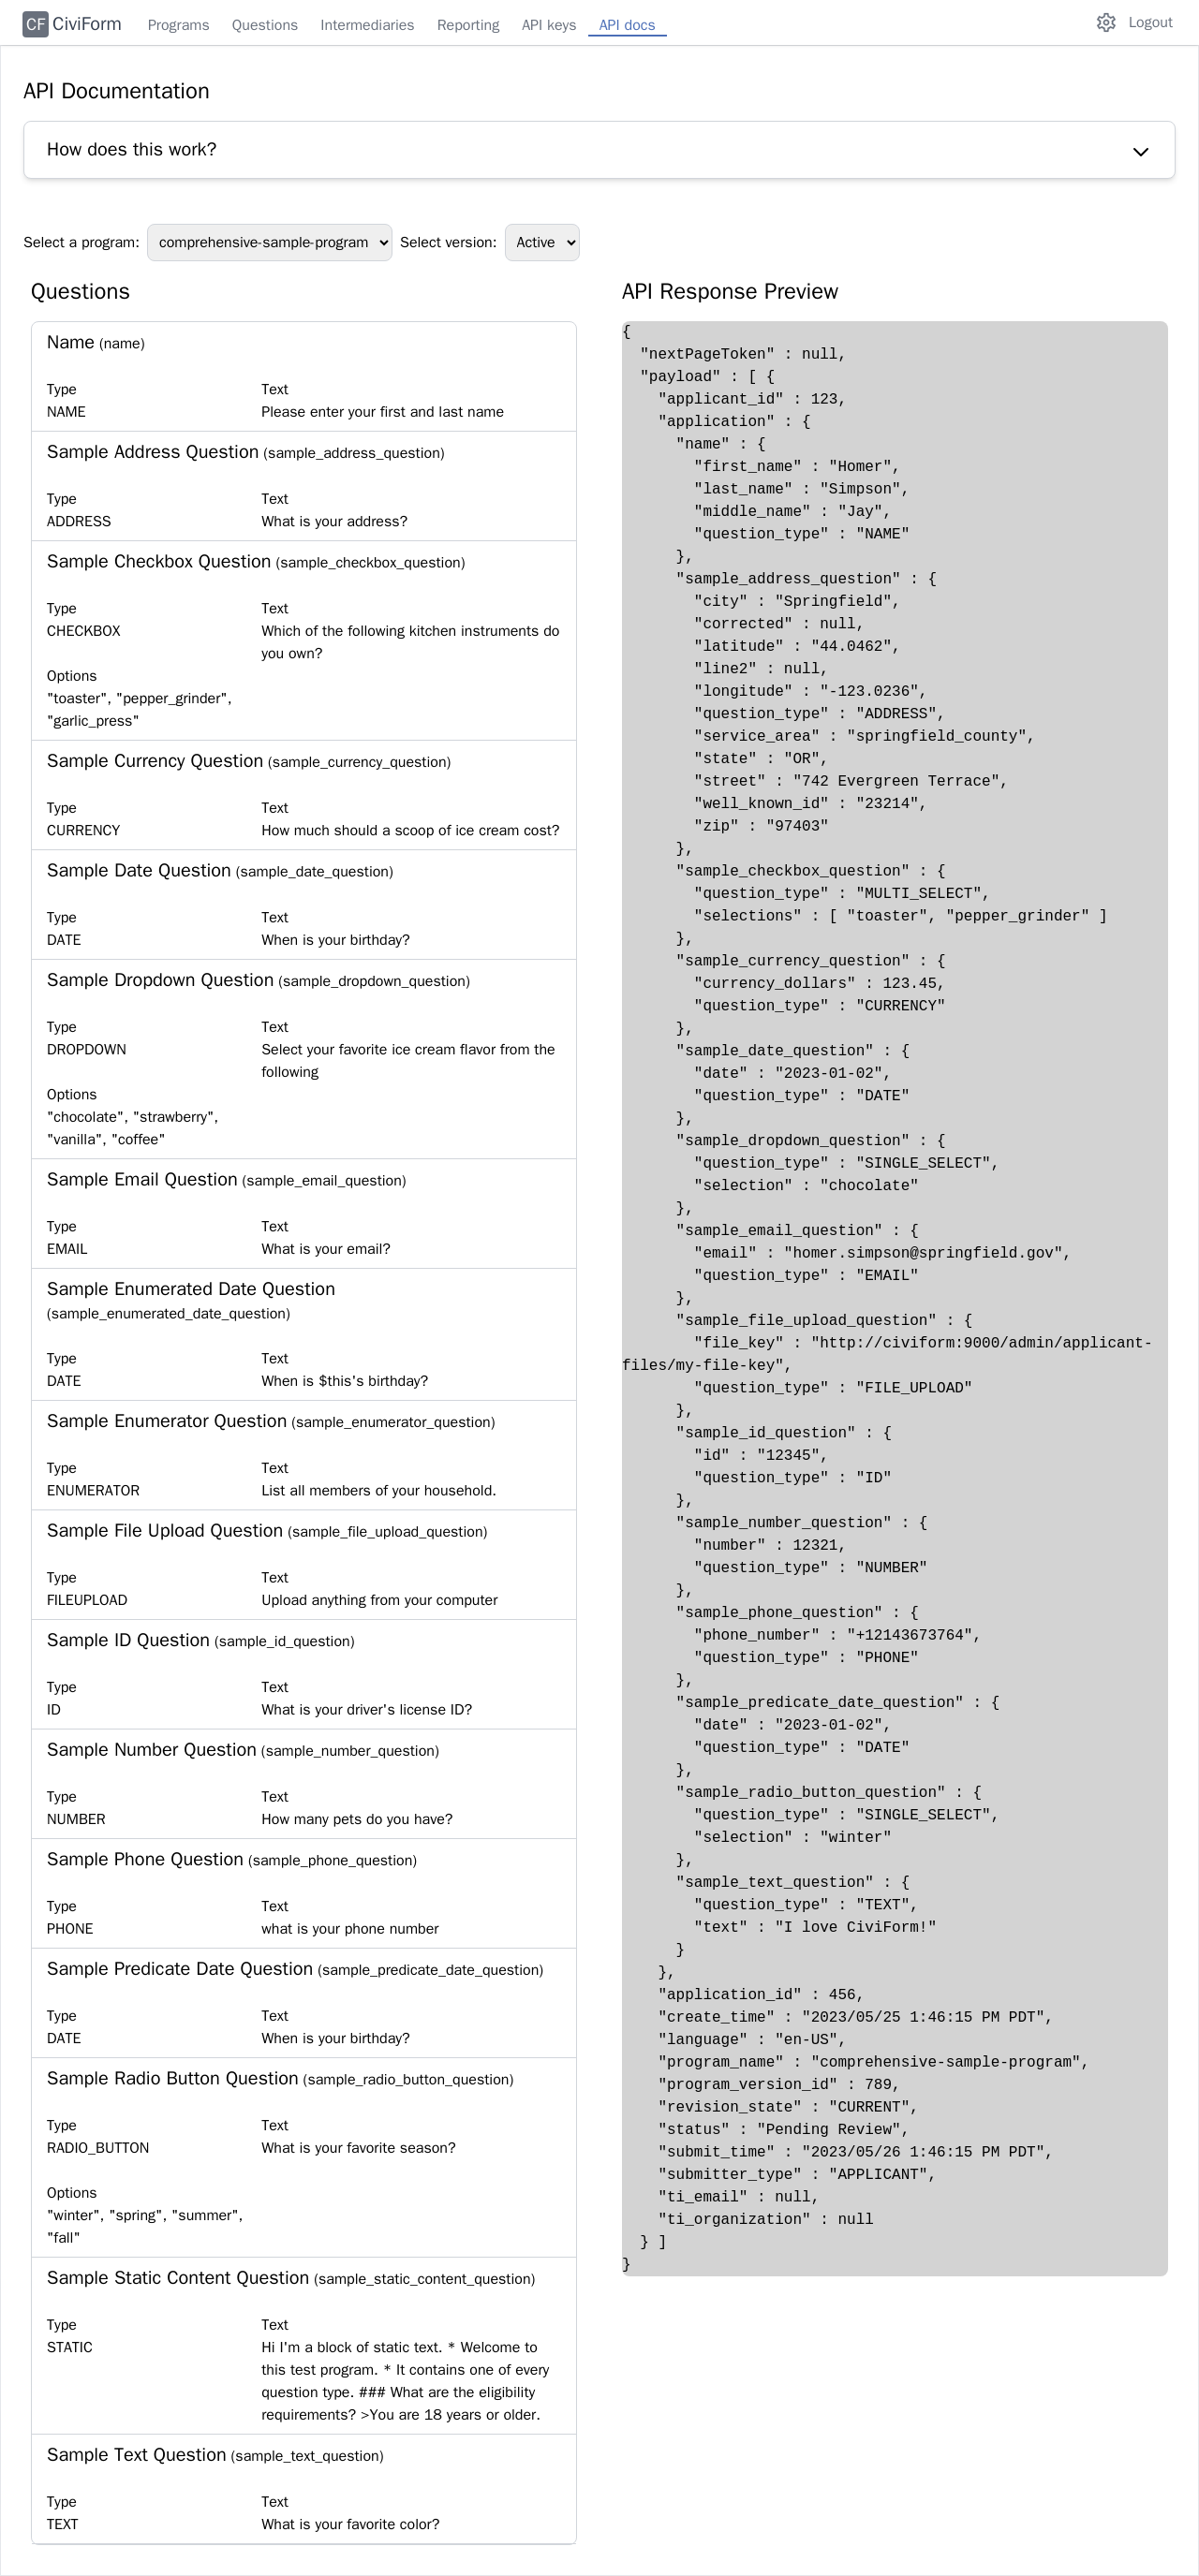 CF CiviForm Programs Questions Intermediaries Reporting API keys API docs Logout
API Documentation
How does this work?
Select a program: comprehensive-sample-program Select version: Active
Questions
Name (name)
Type Text
NAME Please enter your first and last name
Sample Address Question (sample_address_question)
Type Text
ADDRESS What is your address?
Sample Checkbox Question (sample_checkbox_question)
Type Text
CHECKBOX Which of the following kitchen instruments do
you own?
Options
"toaster", "pepper_grinder",
"garlic_press"
Sample Currency Question (sample_currency_question)
Type Text
CURRENCY How much should a scoop of ice cream cost?
Sample Date Question (sample_date_question)
Type Text
DATE When is your birthday?
Sample Dropdown Question (sample_dropdown_question)
Type Text
DROPDOWN Select your favorite ice cream flavor from the
following
Options
"chocolate", "strawberry",
"vanilla", "coffee"
Sample Email Question (sample_email_question)
Type Text
EMAIL What is your email?
Sample Enumerated Date Question
(sample_enumerated_date_question)
Type Text
DATE When is $this's birthday?
Sample Enumerator Question (sample_enumerator_question)
Type Text
ENUMERATOR List all members of your household.
Sample File Upload Question (sample_file_upload_question)
Type Text
FILEUPLOAD Upload anything from your computer
Sample ID Question (sample_id_question)
Type Text
ID What is your driver's license ID?
Sample Number Question (sample_number_question)
Type Text
NUMBER How many pets do you have?
Sample Phone Question (sample_phone_question)
Type Text
PHONE what is your phone number
Sample Predicate Date Question (sample_predicate_date_question)
Type Text
DATE When is your birthday?
Sample Radio Button Question (sample_radio_button_question)
Type Text
RADIO_BUTTON What is your favorite season?
Options
"winter", "spring", "summer",
"fall"
Sample Static Content Question (sample_static_content_question)
Type Text
STATIC Hi I'm a block of static text. * Welcome to
this test program. * It contains one of every
question type. ### What are the eligibility
requirements? >You are 18 years or older.
Sample Text Question (sample_text_question)
Type Text
TEXT What is your favorite color?
API Response Preview
{
"nextPageToken" : null,
"payload" : [ {
"applicant_id" : 123,
"application" : {
"name" : {
"first_name" : "Homer",
"last_name" : "Simpson",
"middle_name" : "Jay",
"question_type" : "NAME"
},
"sample_address_question" : {
"city" : "Springfield",
"corrected" : null,
"latitude" : "44.0462",
"line2" : null,
"longitude" : "-123.0236",
"question_type" : "ADDRESS",
"service_area" : "springfield_county",
"state" : "OR",
"street" : "742 Evergreen Terrace",
"well_known_id" : "23214",
"zip" : "97403"
},
"sample_checkbox_question" : {
"question_type" : "MULTI_SELECT",
"selections" : [ "toaster", "pepper_grinder" ]
},
"sample_currency_question" : {
"currency_dollars" : 123.45,
"question_type" : "CURRENCY"
},
"sample_date_question" : {
"date" : "2023-01-02",
"question_type" : "DATE"
},
"sample_dropdown_question" : {
"question_type" : "SINGLE_SELECT",
"selection" : "chocolate"
},
"sample_email_question" : {
"email" : "homer.simpson@springfield.gov",
"question_type" : "EMAIL"
},
"sample_file_upload_question" : {
"file_key" : "http://civiform:9000/admin/applicant-
files/my-file-key",
"question_type" : "FILE_UPLOAD"
},
"sample_id_question" : {
"id" : "12345",
"question_type" : "ID"
},
"sample_number_question" : {
"number" : 12321,
"question_type" : "NUMBER"
},
"sample_phone_question" : {
"phone_number" : "+12143673764",
"question_type" : "PHONE"
},
"sample_predicate_date_question" : {
"date" : "2023-01-02",
"question_type" : "DATE"
},
"sample_radio_button_question" : {
"question_type" : "SINGLE_SELECT",
"selection" : "winter"
},
"sample_text_question" : {
"question_type" : "TEXT",
"text" : "I love CiviForm!"
}
},
"application_id" : 456,
"create_time" : "2023/05/25 1:46:15 PM PDT",
"language" : "en-US",
"program_name" : "comprehensive-sample-program",
"program_version_id" : 789,
"revision_state" : "CURRENT",
"status" : "Pending Review",
"submit_time" : "2023/05/26 1:46:15 PM PDT",
"submitter_type" : "APPLICANT",
"ti_email" : null,
"ti_organization" : null
} ]
}